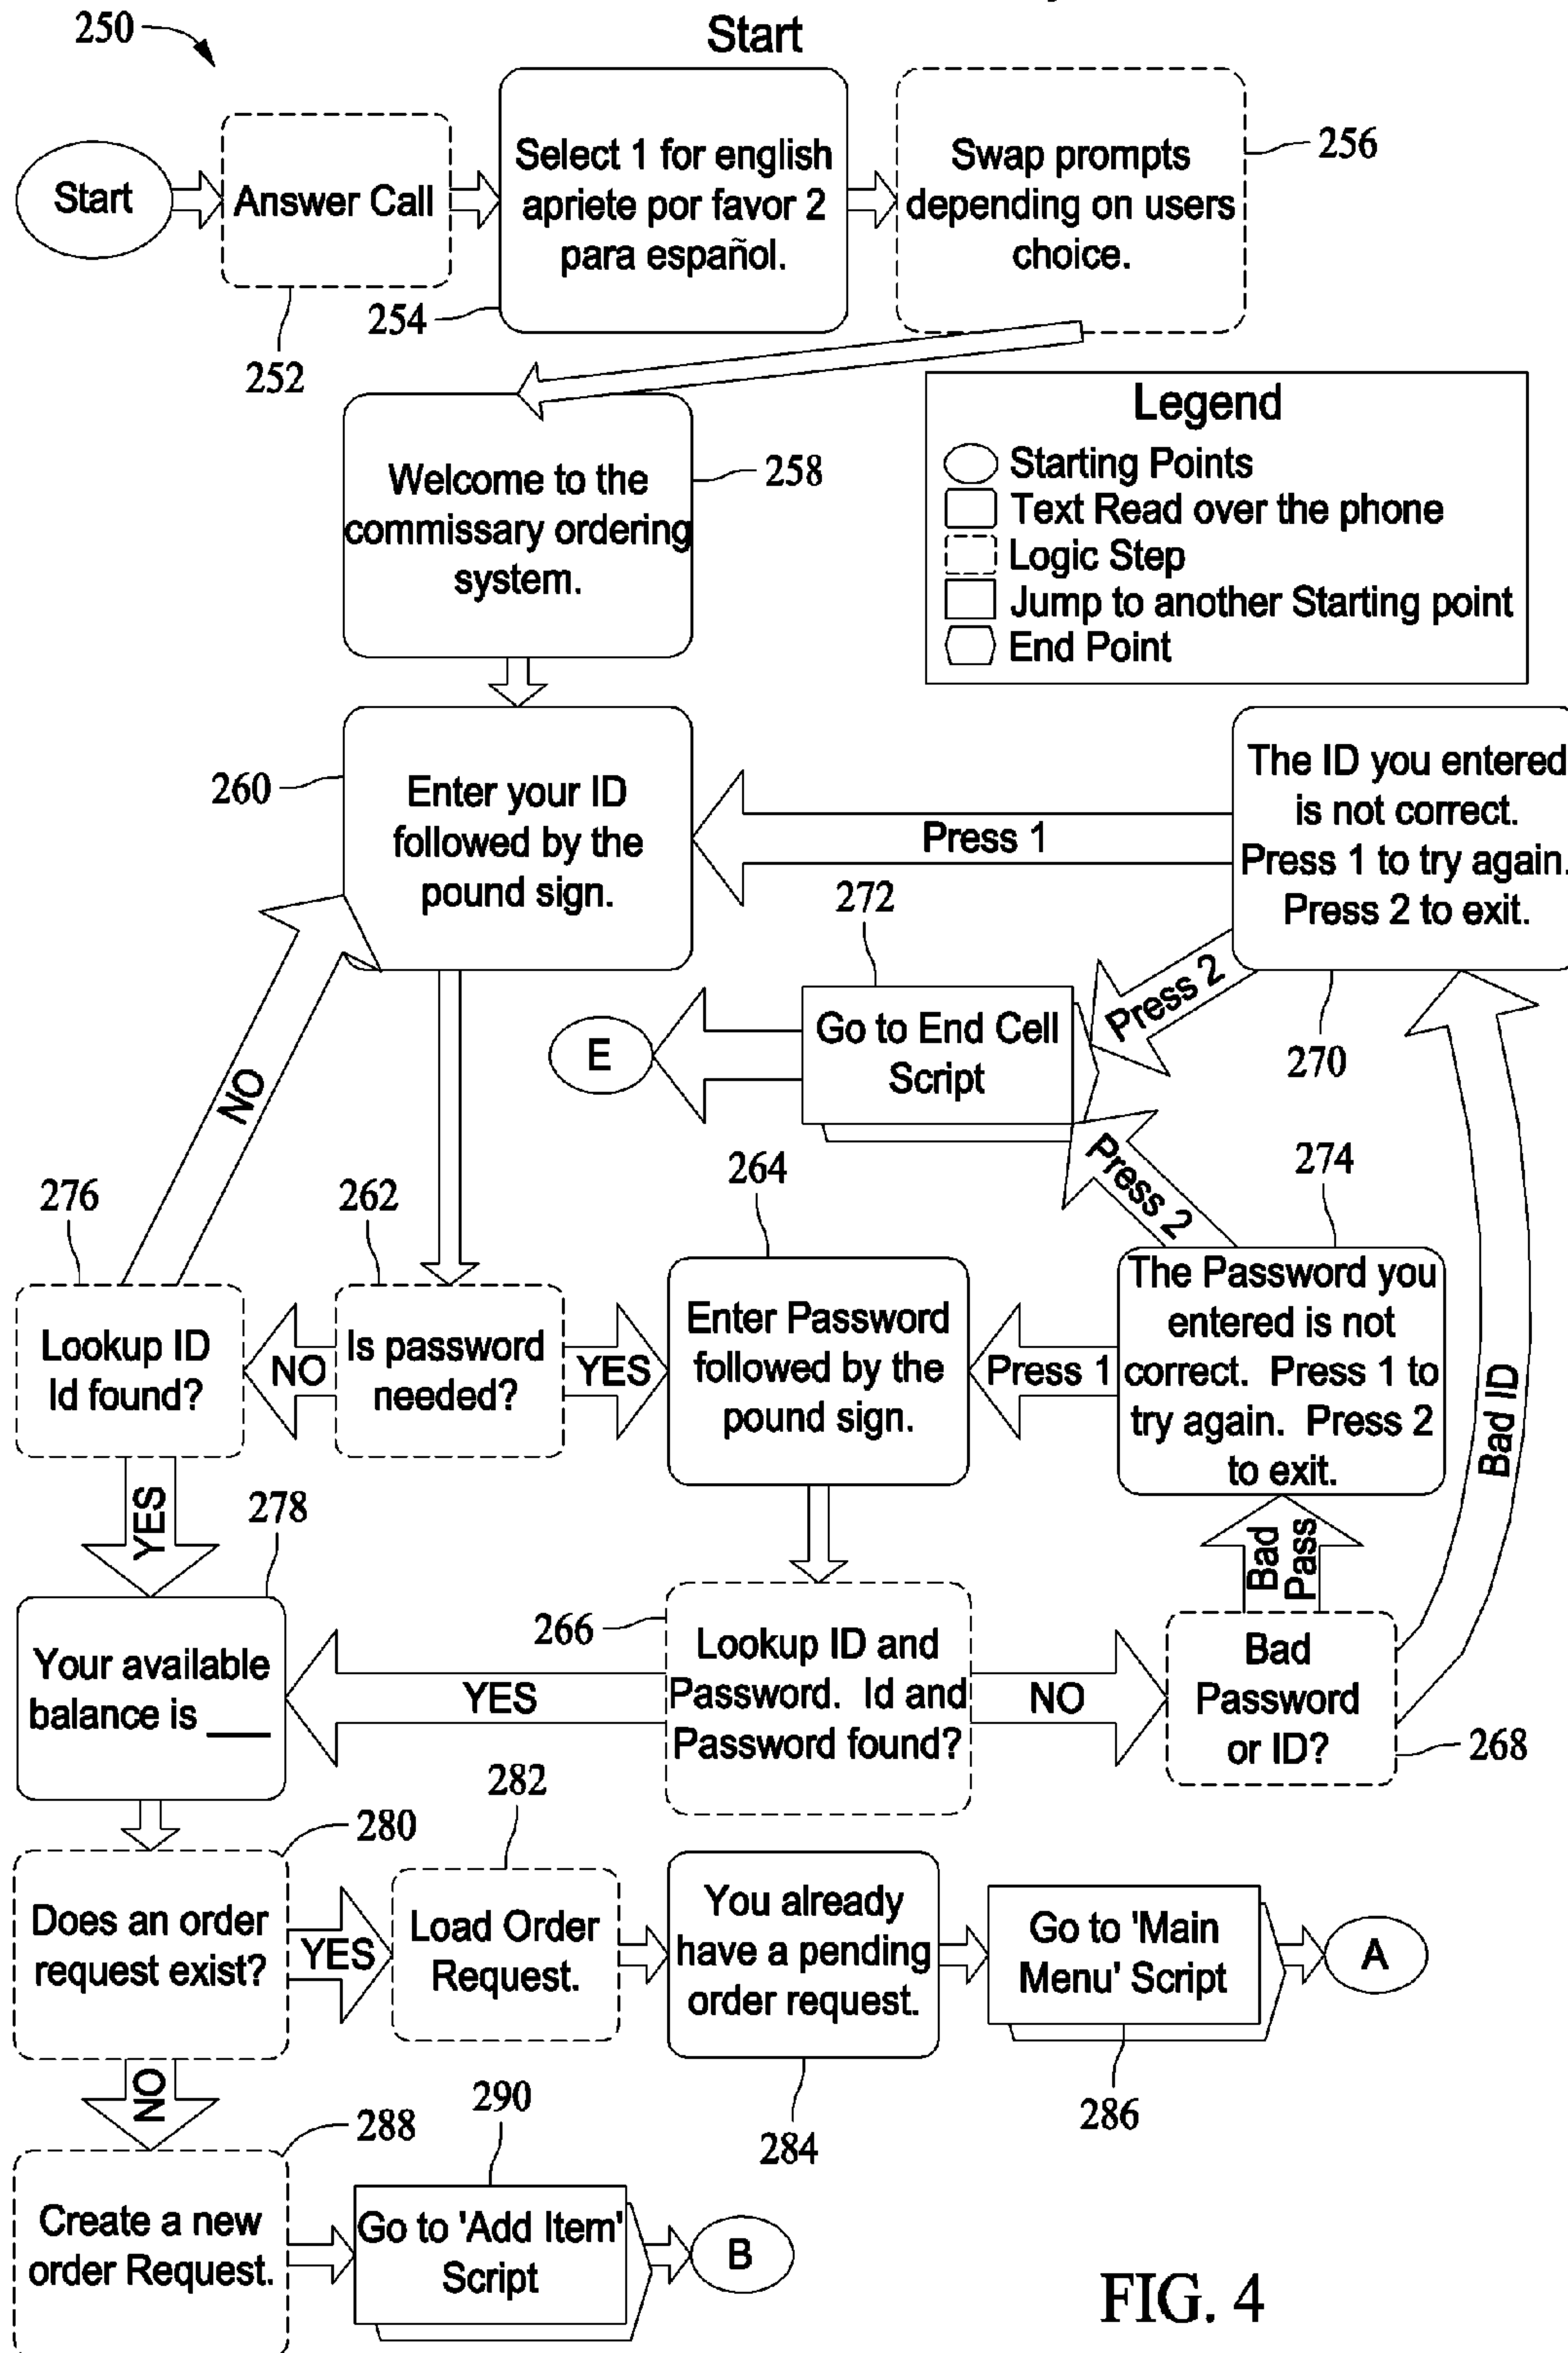 250
Start
Start
Answer Call
252
Select 1 for english
apriete por favor 2
para español.
254
Swap prompts
depending on users
choice.
256
Welcome to the
commissary ordering
system.
258
Legend
Starting Points
Text Read over the phone
Logic Step
Jump to another Starting point
End Point
260
Enter your ID
followed by the
pound sign.
Press 1
The ID you entered
is not correct.
Press 1 to try again.
Press 2 to exit.
270
272
Press 2
Go to End Cell
Script
E
NO
276
262
264
274
Press 2
Lookup ID
Id found?
NO
Is password
needed?
YES
Enter Password
followed by the
pound sign.
Press 1
The Password you
entered is not
correct. Press 1 to
try again. Press 2
to exit.
Bad ID
YES
278
Bad
Pass
Your available
balance is ___
YES
266
Lookup ID and
Password. Id and
Password found?
NO
Bad
Password
or ID?
268
280
282
Does an order
request exist?
YES
Load Order
Request.
You already
have a pending
order request.
284
Go to 'Main
Menu' Script
286
A
NO
288
290
Create a new
order Request.
Go to 'Add Item'
Script
B
FIG. 4